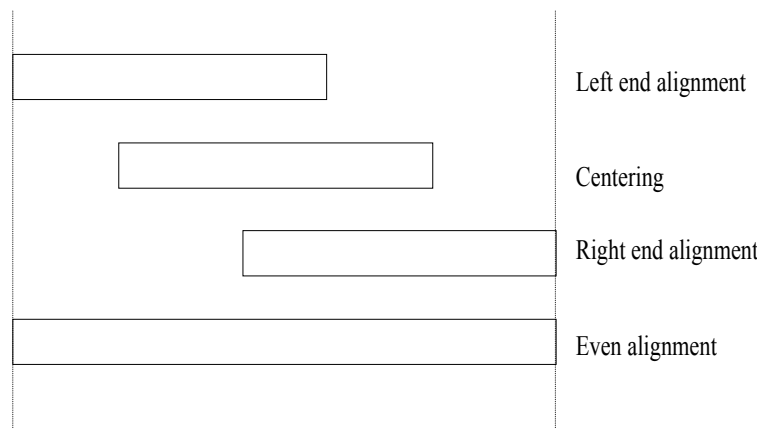 Left end alignment
Centering
Right end alignment
Even alignment